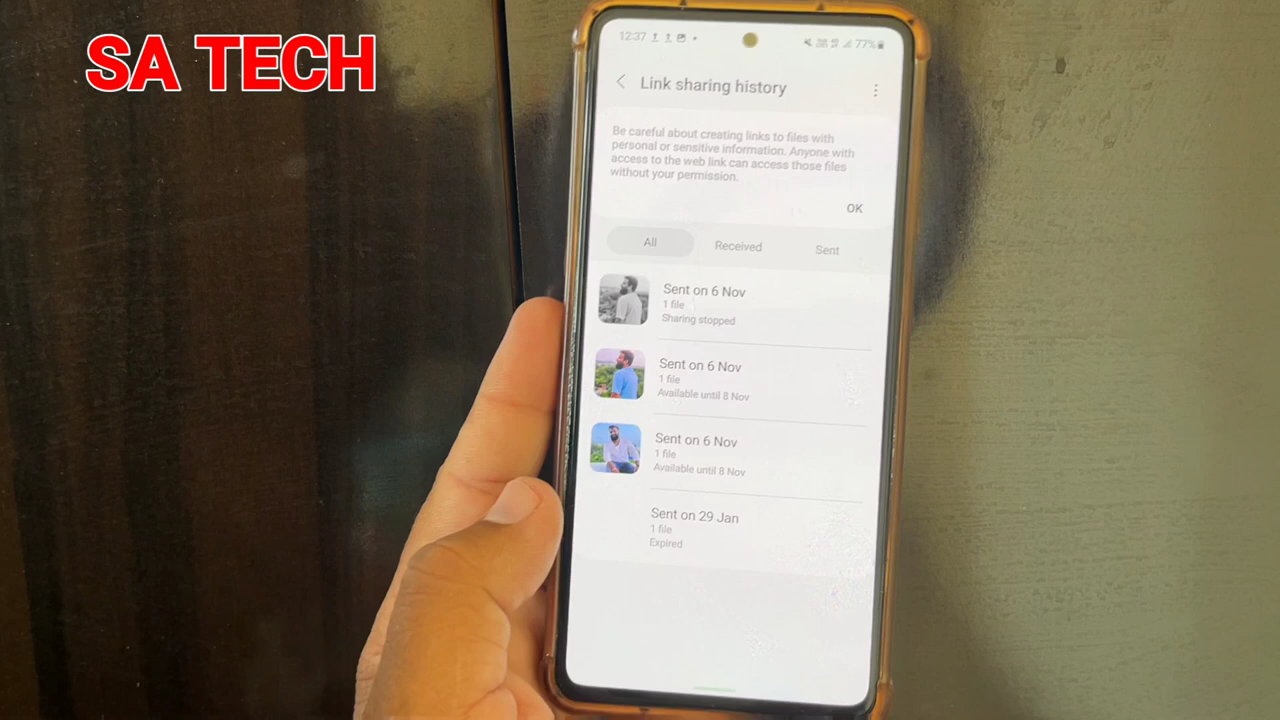 SA TECH
12:37
77%
Link sharing history
Be careful about creating links to files with
personal or sensitive information. Anyone with
access to the web link can access those files
without your permission.
OK
All
Received
Sent
Sent on 6 Nov
1 file
Sharing stopped
Sent on 6 Nov
1 file
Available until 8 Nov
Sent on 6 Nov
1 file
Available until 8 Nov
Sent on 29 Jan
1 file
Expired